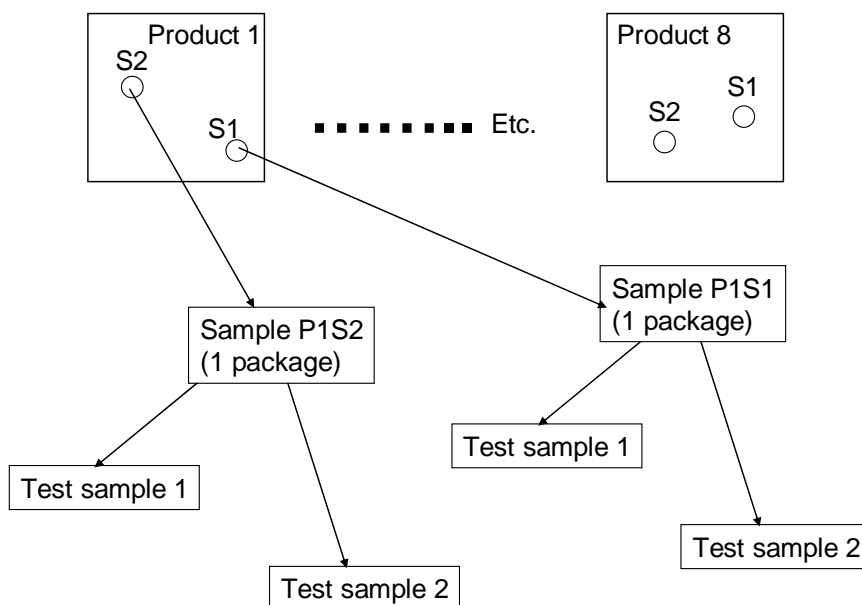 Product 1
S2
S1
Etc.
Product 8
S1
S2
Sample P1S2
(1 package)
Sample P1S1
(1 package)
Test sample 1
Test sample 2
Test sample 1
Test sample 2